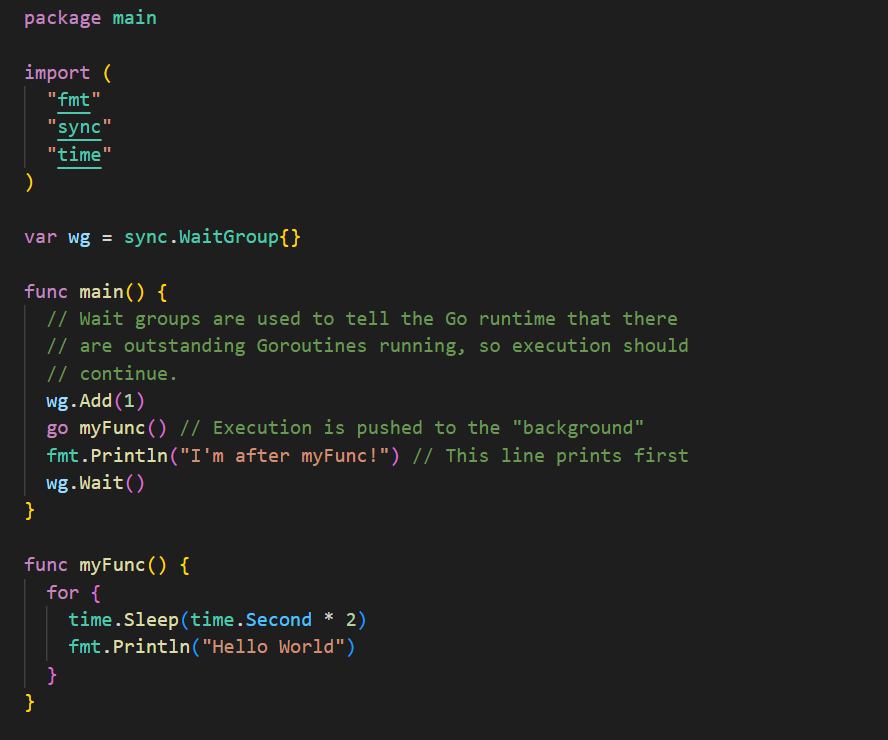 package main
import (
"fmt"
"sync"
"time"
)
var wg = sync.WaitGroup{}
func main() {
// Wait groups are used to tell the Go runtime that there
// are outstanding Goroutines running, so execution should
// continue.
wg.Add(1)
go myFunc() // Execution is pushed to the "background"
fmt.Println("I'm after myFunc!") // This line prints first
wg.Wait()
}
func myFunc() {
for {
time.Sleep(time.Second * 2)
fmt.Println("Hello World")
}
}